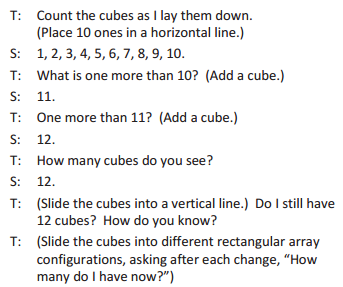 T: Count the cubes as I lay them down.
(Place 10 ones in a horizontal line.)
S: 1, 2, 3, 4, 5, 6, 7, 8, 9, 10.
T: What is one more than 10? (Add a cube.)
S: 11.
T: One more than 11? (Add a cube.)
S: 12.
T: How many cubes do you see?
S: 12.
T: (Slide the cubes into a vertical line.) Do I still have
12 cubes? How do you know?
T: (Slide the cubes into different rectangular array
configurations, asking after each change, “How
many do I have now?”)